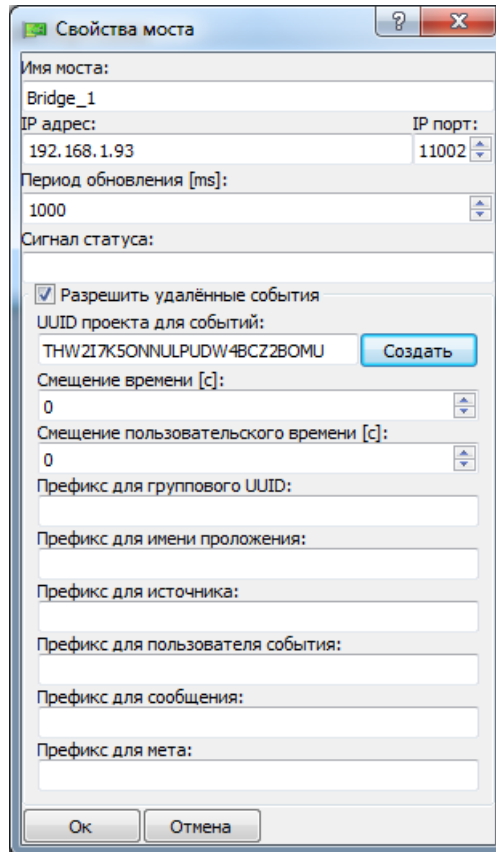 Свойства моста
Имя моста:
Bridge_1
IP адрес: IP порт:
192.168.1.93 11002
Период обновления [ms]:
1000
Сигнал статуса:
Разрешить удалённые события
UUID проекта для событий:
THW2I7K5ONNULPUDW4BCZ2BOMU Создать
Смещение времени [с]:
0
Смещение пользовательского времени [с]:
0
Префикс для группового UUID:
Префикс для имени проложения:
Префикс для источника:
Префикс для пользователя события:
Префикс для сообщения:
Префикс для мета:
Ок Отмена